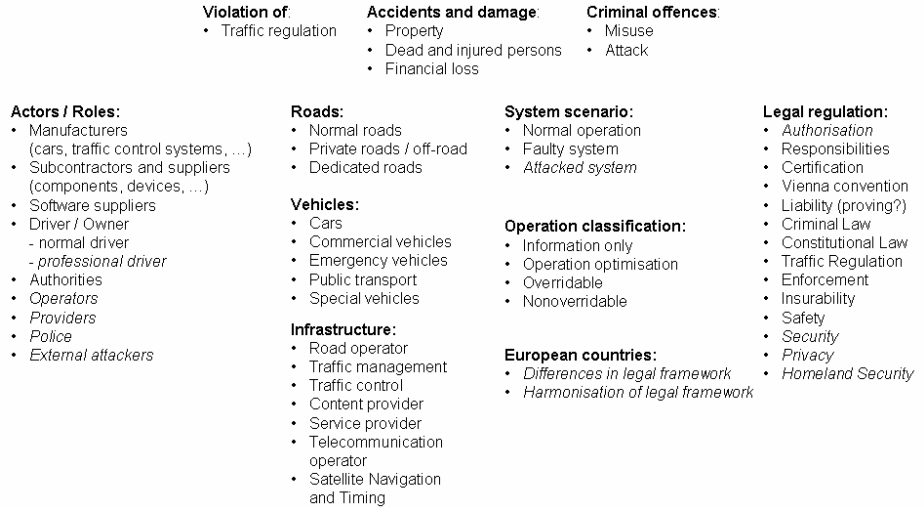 Violation of:
• Traffic regulation
Accidents and damage:
• Property
• Dead and injured persons
• Financial loss
Criminal offences:
• Misuse
• Attack
Actors / Roles:
• Manufacturers
(cars, traffic control systems, …)
• Subcontractors and suppliers
(components, devices, …)
• Software suppliers
• Driver / Owner
- normal driver
- professional driver
• Authorities
• Operators
• Providers
• Police
• External attackers
Roads:
• Normal roads
• Private roads / off-road
• Dedicated roads
Vehicles:
• Cars
• Commercial vehicles
• Emergency vehicles
• Public transport
• Special vehicles
Infrastructure:
• Road operator
• Traffic management
• Traffic control
• Content provider
• Service provider
• Telecommunication
operator
• Satellite Navigation
and Timing
System scenario:
• Normal operation
• Faulty system
• Attacked system
Operation classification:
• Information only
• Operation optimisation
• Overridable
• Nonoverridable
European countries:
• Differences in legal framework
• Harmonisation of legal framework
Legal regulation:
• Authorisation
• Responsibilities
• Certification
• Vienna convention
• Liability (proving?)
• Criminal Law
• Constitutional Law
• Traffic Regulation
• Enforcement
• Insurability
• Safety
• Security
• Privacy
• Homeland Security